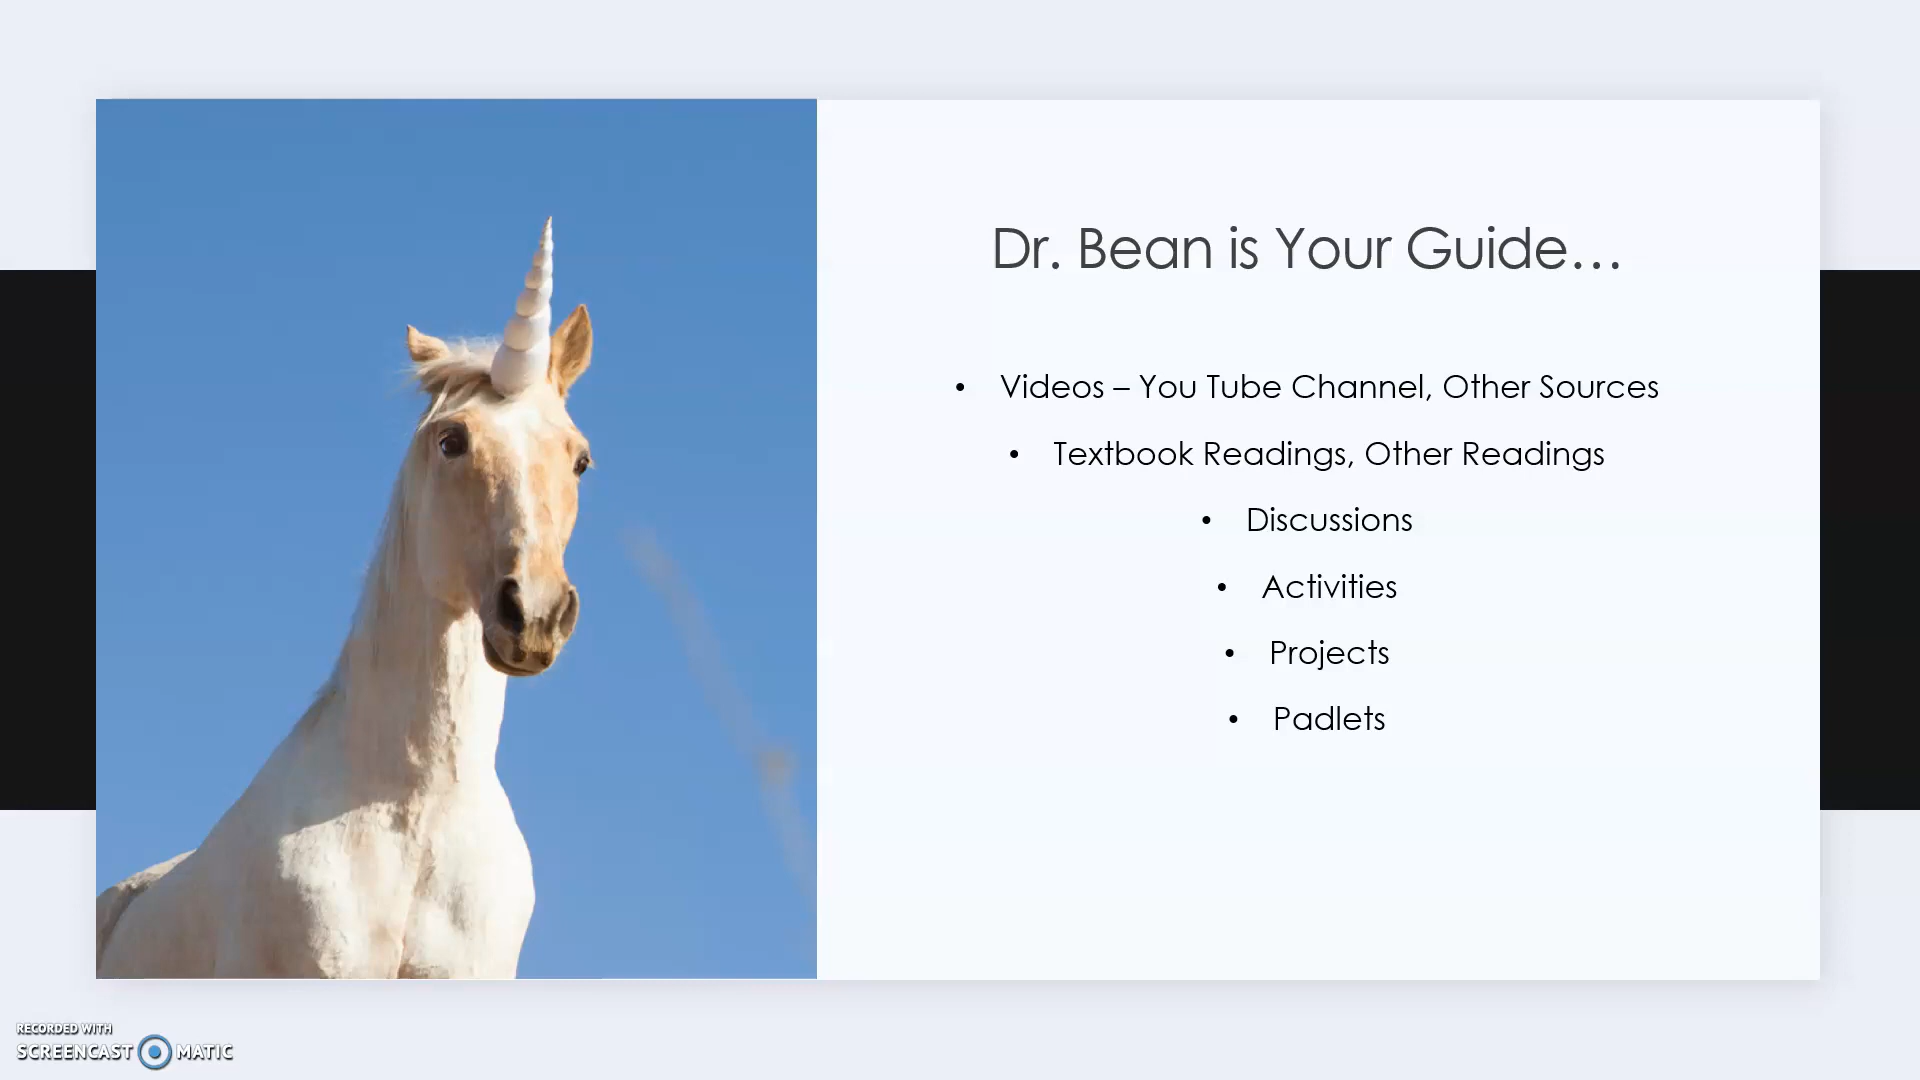 Dr. Bean is Your Guide…
• Videos – You Tube Channel, Other Sources
• Textbook Readings, Other Readings
• Discussions
• Activities
• Projects
• Padlets
RECORDED WITH
SCREENCAST MATIC